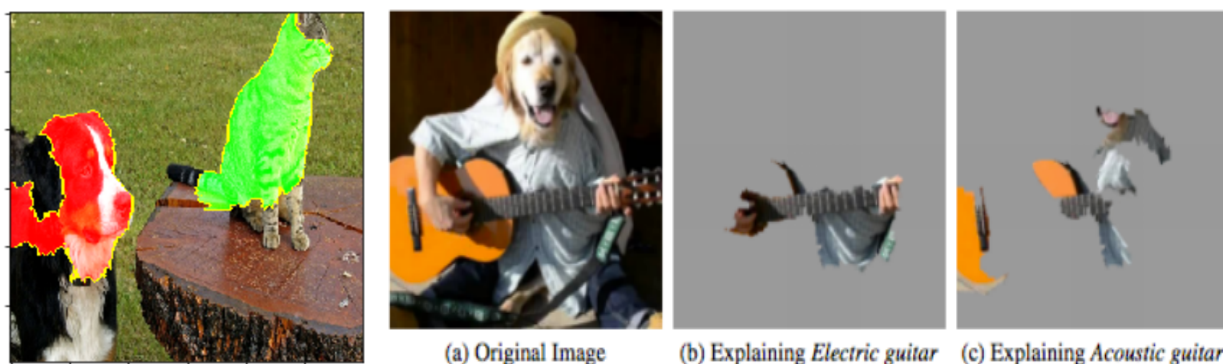 (a) Original Image
(b) Explaining Electric guitar
(c) Explaining Acoustic guitar